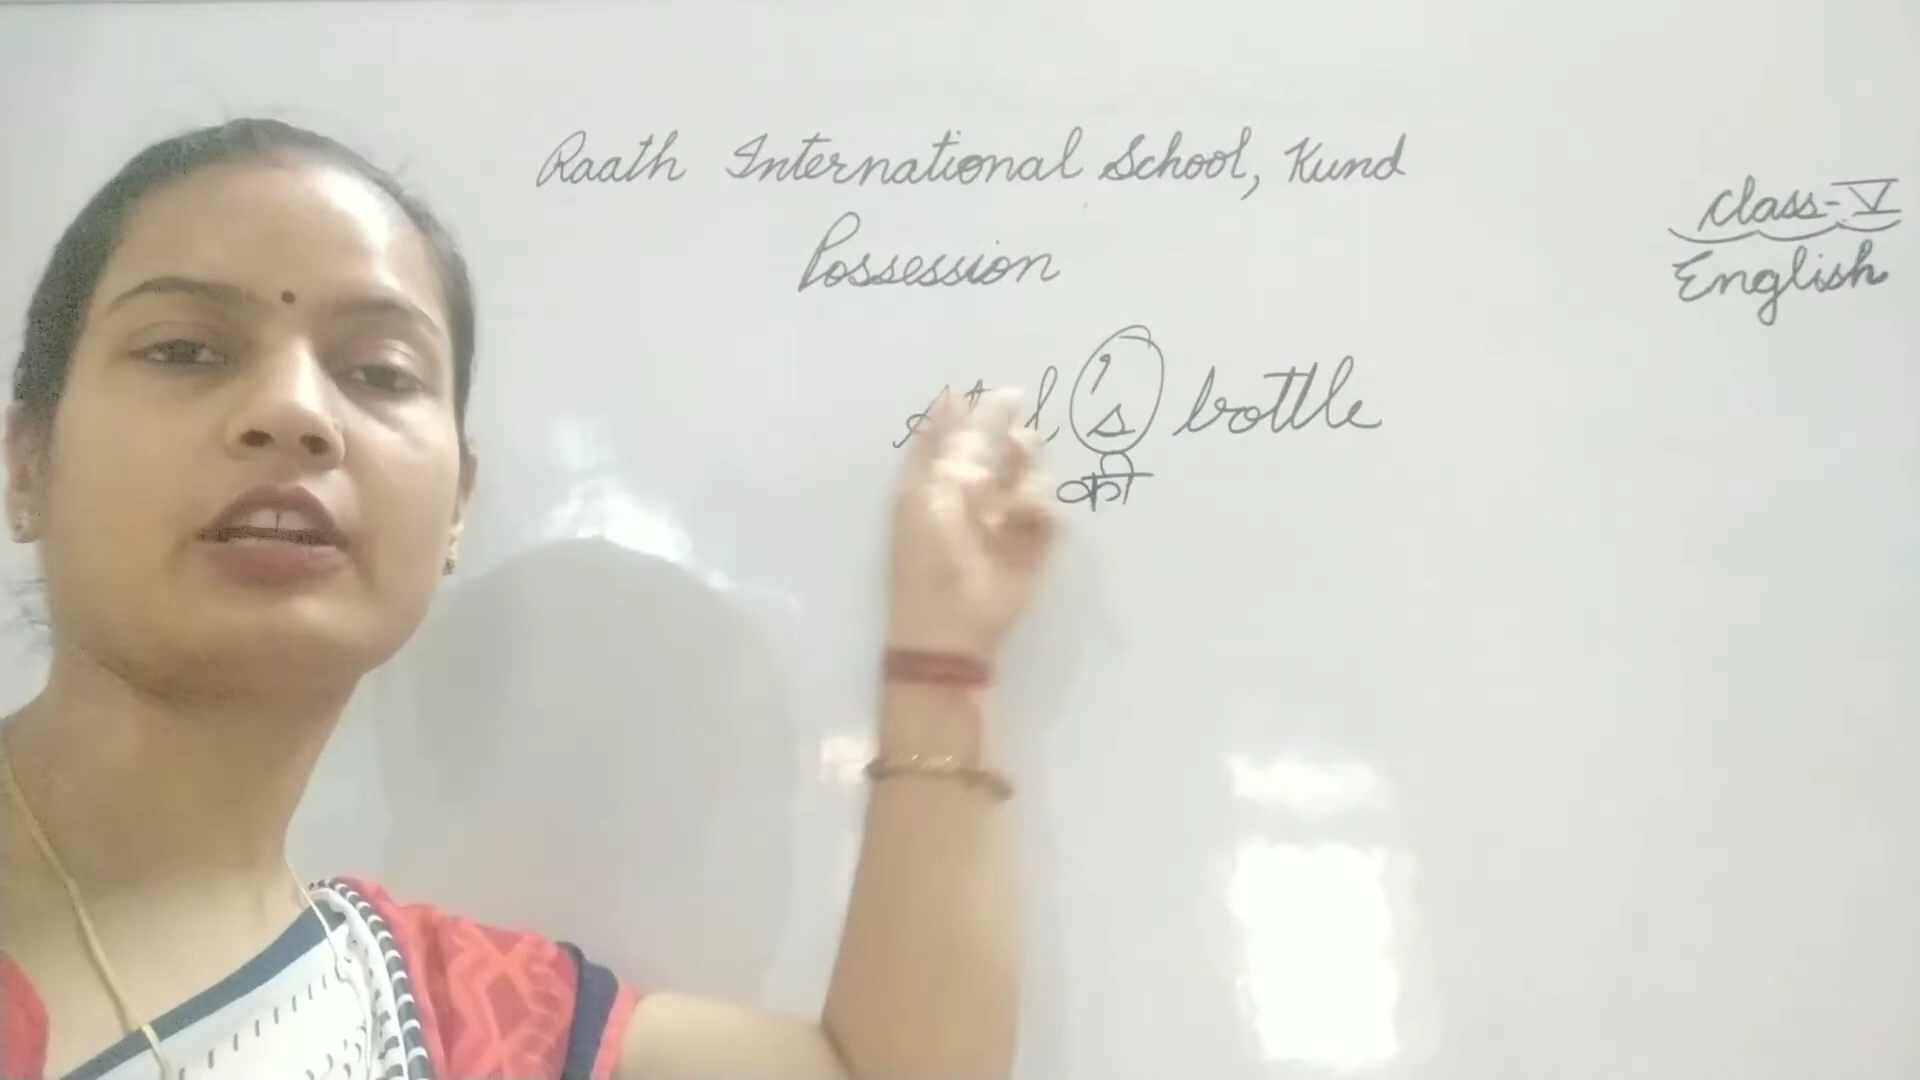 Raath International School, Kund
Class-V
Possession
English
's bottle
की